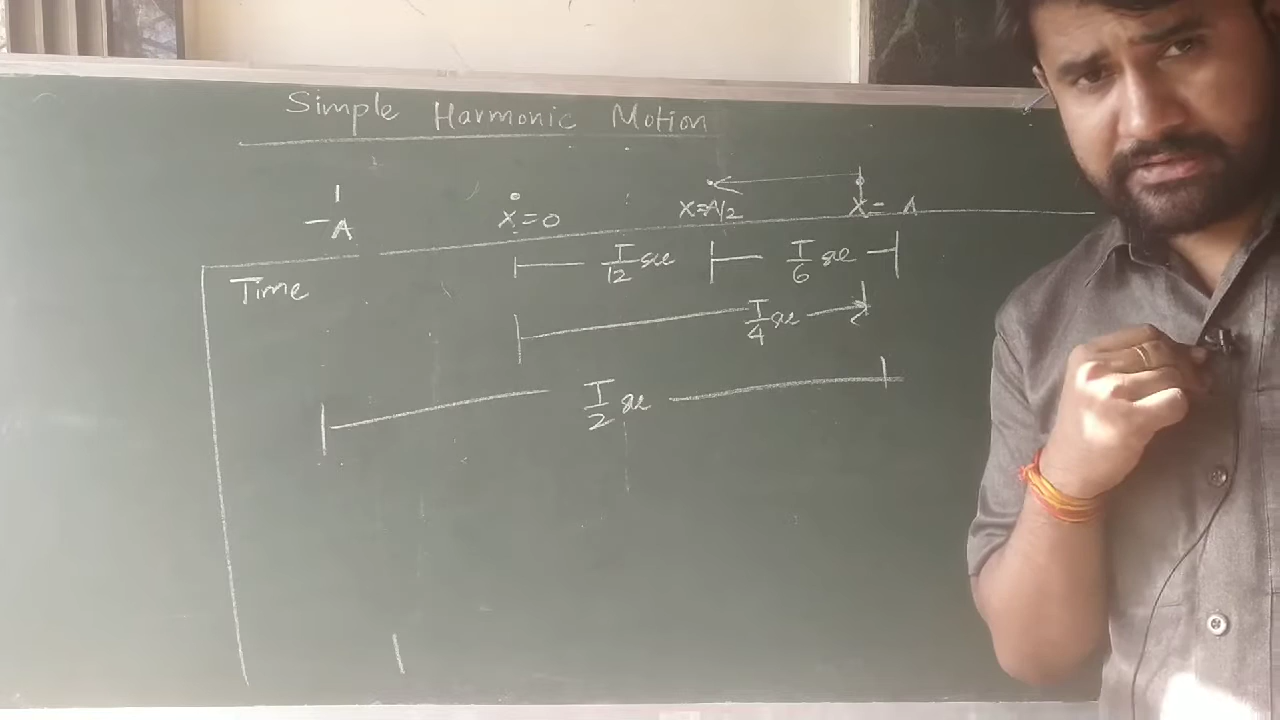 Simple Harmonic Motion
-A X=0 X=A/2 X=A
Time T/12 sec T/6 sec
T/4 sec
T/2 sec